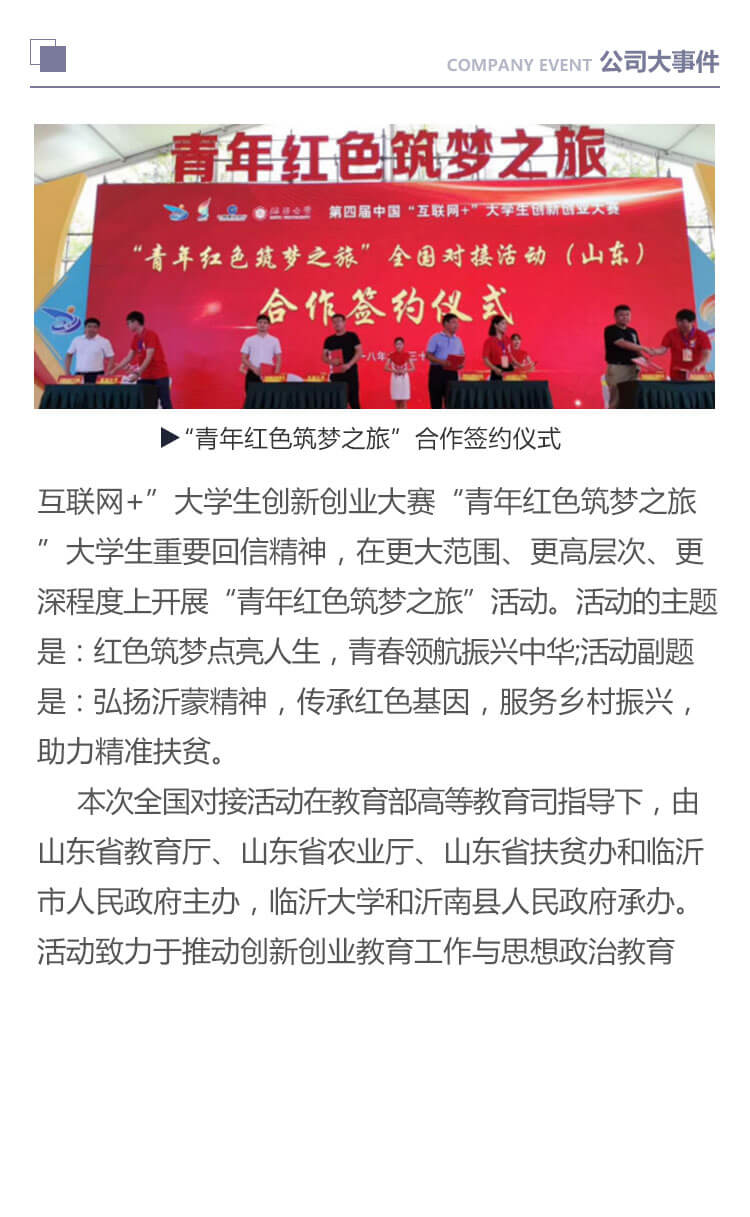 COMPANY EVENT 公司大事件
青年红色筑梦之旅
第四届中国“互联网+”大学生创新创业大赛
“青年红色筑梦之旅”全国对接活动（山东）
合作签约仪式
▶“青年红色筑梦之旅”合作签约仪式
互联网+”大学生创新创业大赛“青年红色筑梦之旅
”大学生重要回信精神，在更大范围、更高层次、更
深程度上开展“青年红色筑梦之旅”活动。活动的主题
是：红色筑梦点亮人生，青春领航振兴中华;活动副题
是：弘扬沂蒙精神，传承红色基因，服务乡村振兴，
助力精准扶贫。
本次全国对接活动在教育部高等教育司指导下，由
山东省教育厅、山东省农业厅、山东省扶贫办和临沂
市人民政府主办，临沂大学和沂南县人民政府承办。
活动致力于推动创新创业教育工作与思想政治教育